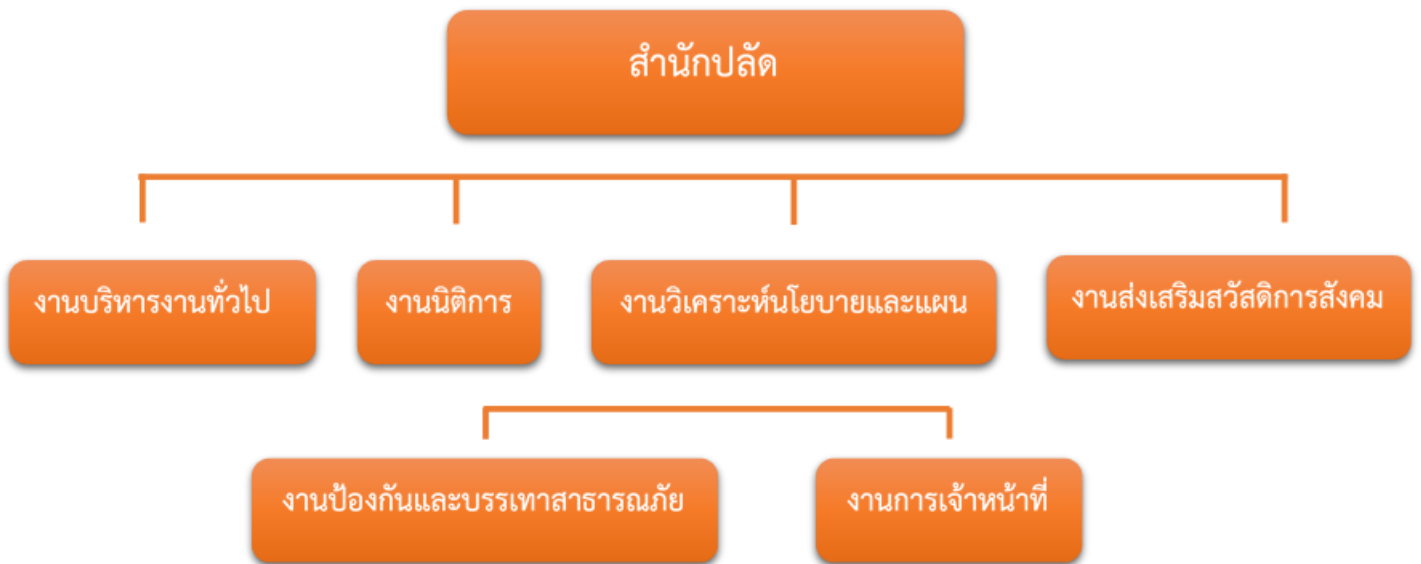 สำนักปลัด
งานบริหารงานทั่วไป
งานนิติการ
งานวิเคราะห์นโยบายและแผน
งานส่งเสริมสวัสดิการสังคม
งานป้องกันและบรรเทาสาธารณภัย
งานการเจ้าหน้าที่